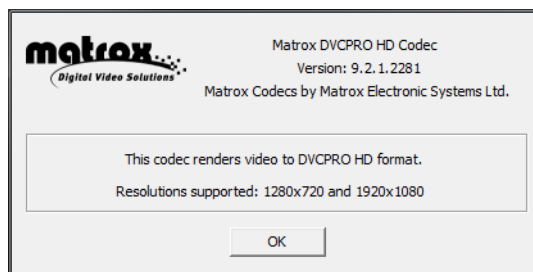 matrox
Digital Video Solutions
Matrox DVCPRO HD Codec
Version: 9.2.1.2281
Matrox Codecs by Matrox Electronic Systems Ltd.
This codec renders video to DVCPRO HD format.
Resolutions supported: 1280x720 and 1920x1080
OK